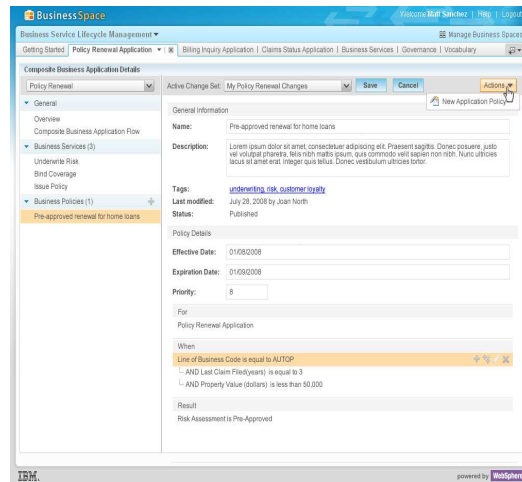 BusinessSpace
Welcome Matt Sanchez | Help | Logout
Business Service Lifecycle Management
Manage Business Spaces
Getting Started
Policy Renewal Application
Billing Inquiry Application | Claims Status Application | Business Services | Governance | Vocabulary
Composite Business Application Details
Policy Renewal
Active Change Set: My Policy Renewal Changes
Save
Cancel
Actions
New Application Policy
General
Overview
Composite Business Application Flow
Business Services (3)
Underwrite Risk
Bind Coverage
Issue Policy
Business Policies (1)
Pre-approved renewal for home loans
General Information
Name: Pre-approved renewal for home loans
Description: Lorem ipsum dolor sit amet, consectetuer adipiscing elit. Praesent sagittis. Donec posuere, justo
vel volutpat pharetra, felis nibh mattis ipsum, quis commodo velit sapien non nibh. Nunc ultricies
lacus sit amet erat. Integer quis tellus. Donec vestibulum ultricies tortor.
Tags: underwriting, risk, customer loyalty
Last modified: July 28, 2008 by Joan North
Status: Published
Policy Details
Effective Date: 01/08/2008
Expiration Date: 01/09/2008
Priority: 8
For
Policy Renewal Application
When
Line of Business Code is equal to AUTOP
AND Last Claim Filed(years) is equal to 3
AND Property Value (dollars) is less than 50,000
Result
Risk Assessment is Pre-Approved
IBM.
powered by WebSphere